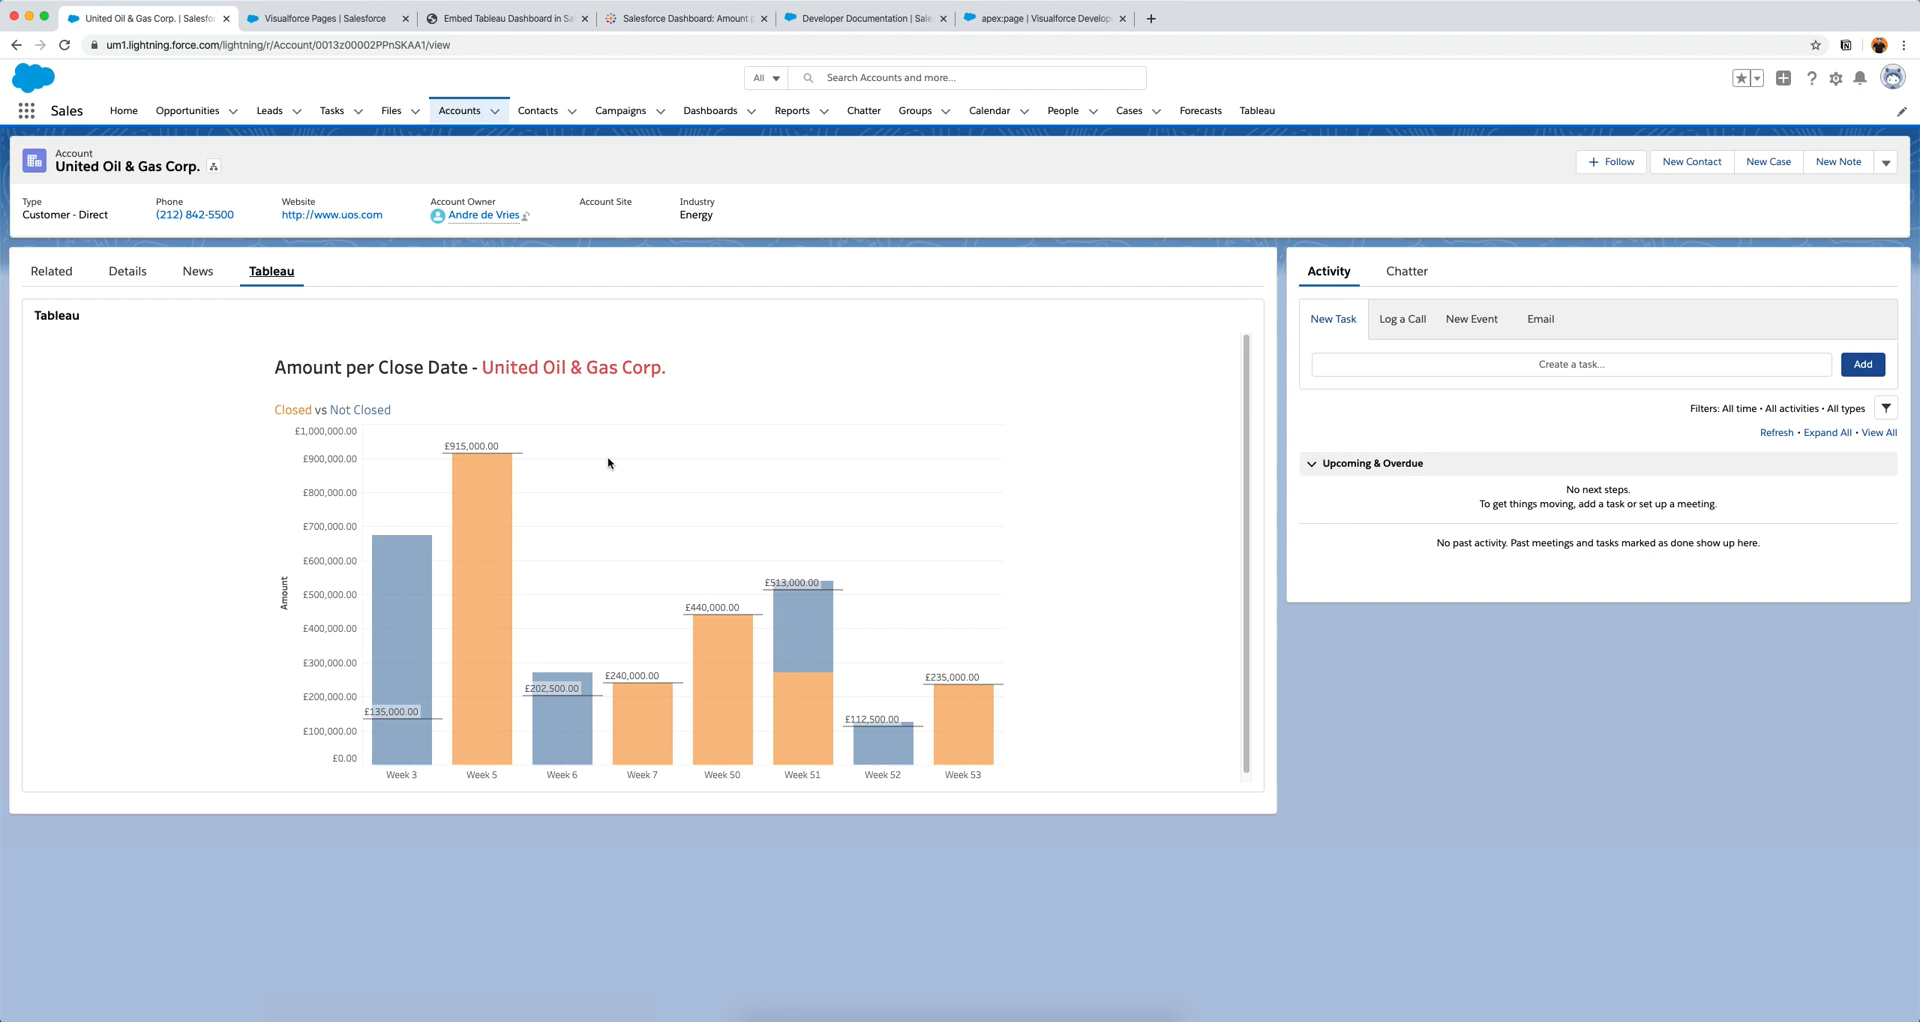 United Oil & Gas Corp. | Salesfor
Visualforce Pages | Salesforce
Embed Tableau Dashboard in Sa
Salesforce Dashboard: Amount p
Developer Documentation | Sale
apex:page | Visualforce Develop
um1.lightning.force.com/lightning/r/Account/0013z00002PPnSKAA1/view
All
Search Accounts and more...
Sales
Home
Opportunities
Leads
Tasks
Files
Accounts
Contacts
Campaigns
Dashboards
Reports
Chatter
Groups
Calendar
People
Cases
Forecasts
Tableau
Account
United Oil & Gas Corp.
+ Follow
New Contact
New Case
New Note
Type
Customer - Direct
Phone
(212) 842-5500
Website
http://www.uos.com
Account Owner
Andre de Vries
Account Site
Industry
Energy
Related
Details
News
Tableau
Tableau
Amount per Close Date - United Oil & Gas Corp.
Closed vs Not Closed
£1,000,000.00
£900,000.00
£800,000.00
£700,000.00
£600,000.00
£500,000.00
£400,000.00
£300,000.00
£200,000.00
£100,000.00
£0.00
Amount
£135,000.00
£915,000.00
£202,500.00
£240,000.00
£440,000.00
£513,000.00
£112,500.00
£235,000.00
Week 3
Week 5
Week 6
Week 7
Week 50
Week 51
Week 52
Week 53
Activity
Chatter
New Task
Log a Call
New Event
Email
Create a task...
Add
Filters: All time • All activities • All types
Refresh • Expand All • View All
Upcoming & Overdue
No next steps.
To get things moving, add a task or set up a meeting.
No past activity. Past meetings and tasks marked as done show up here.